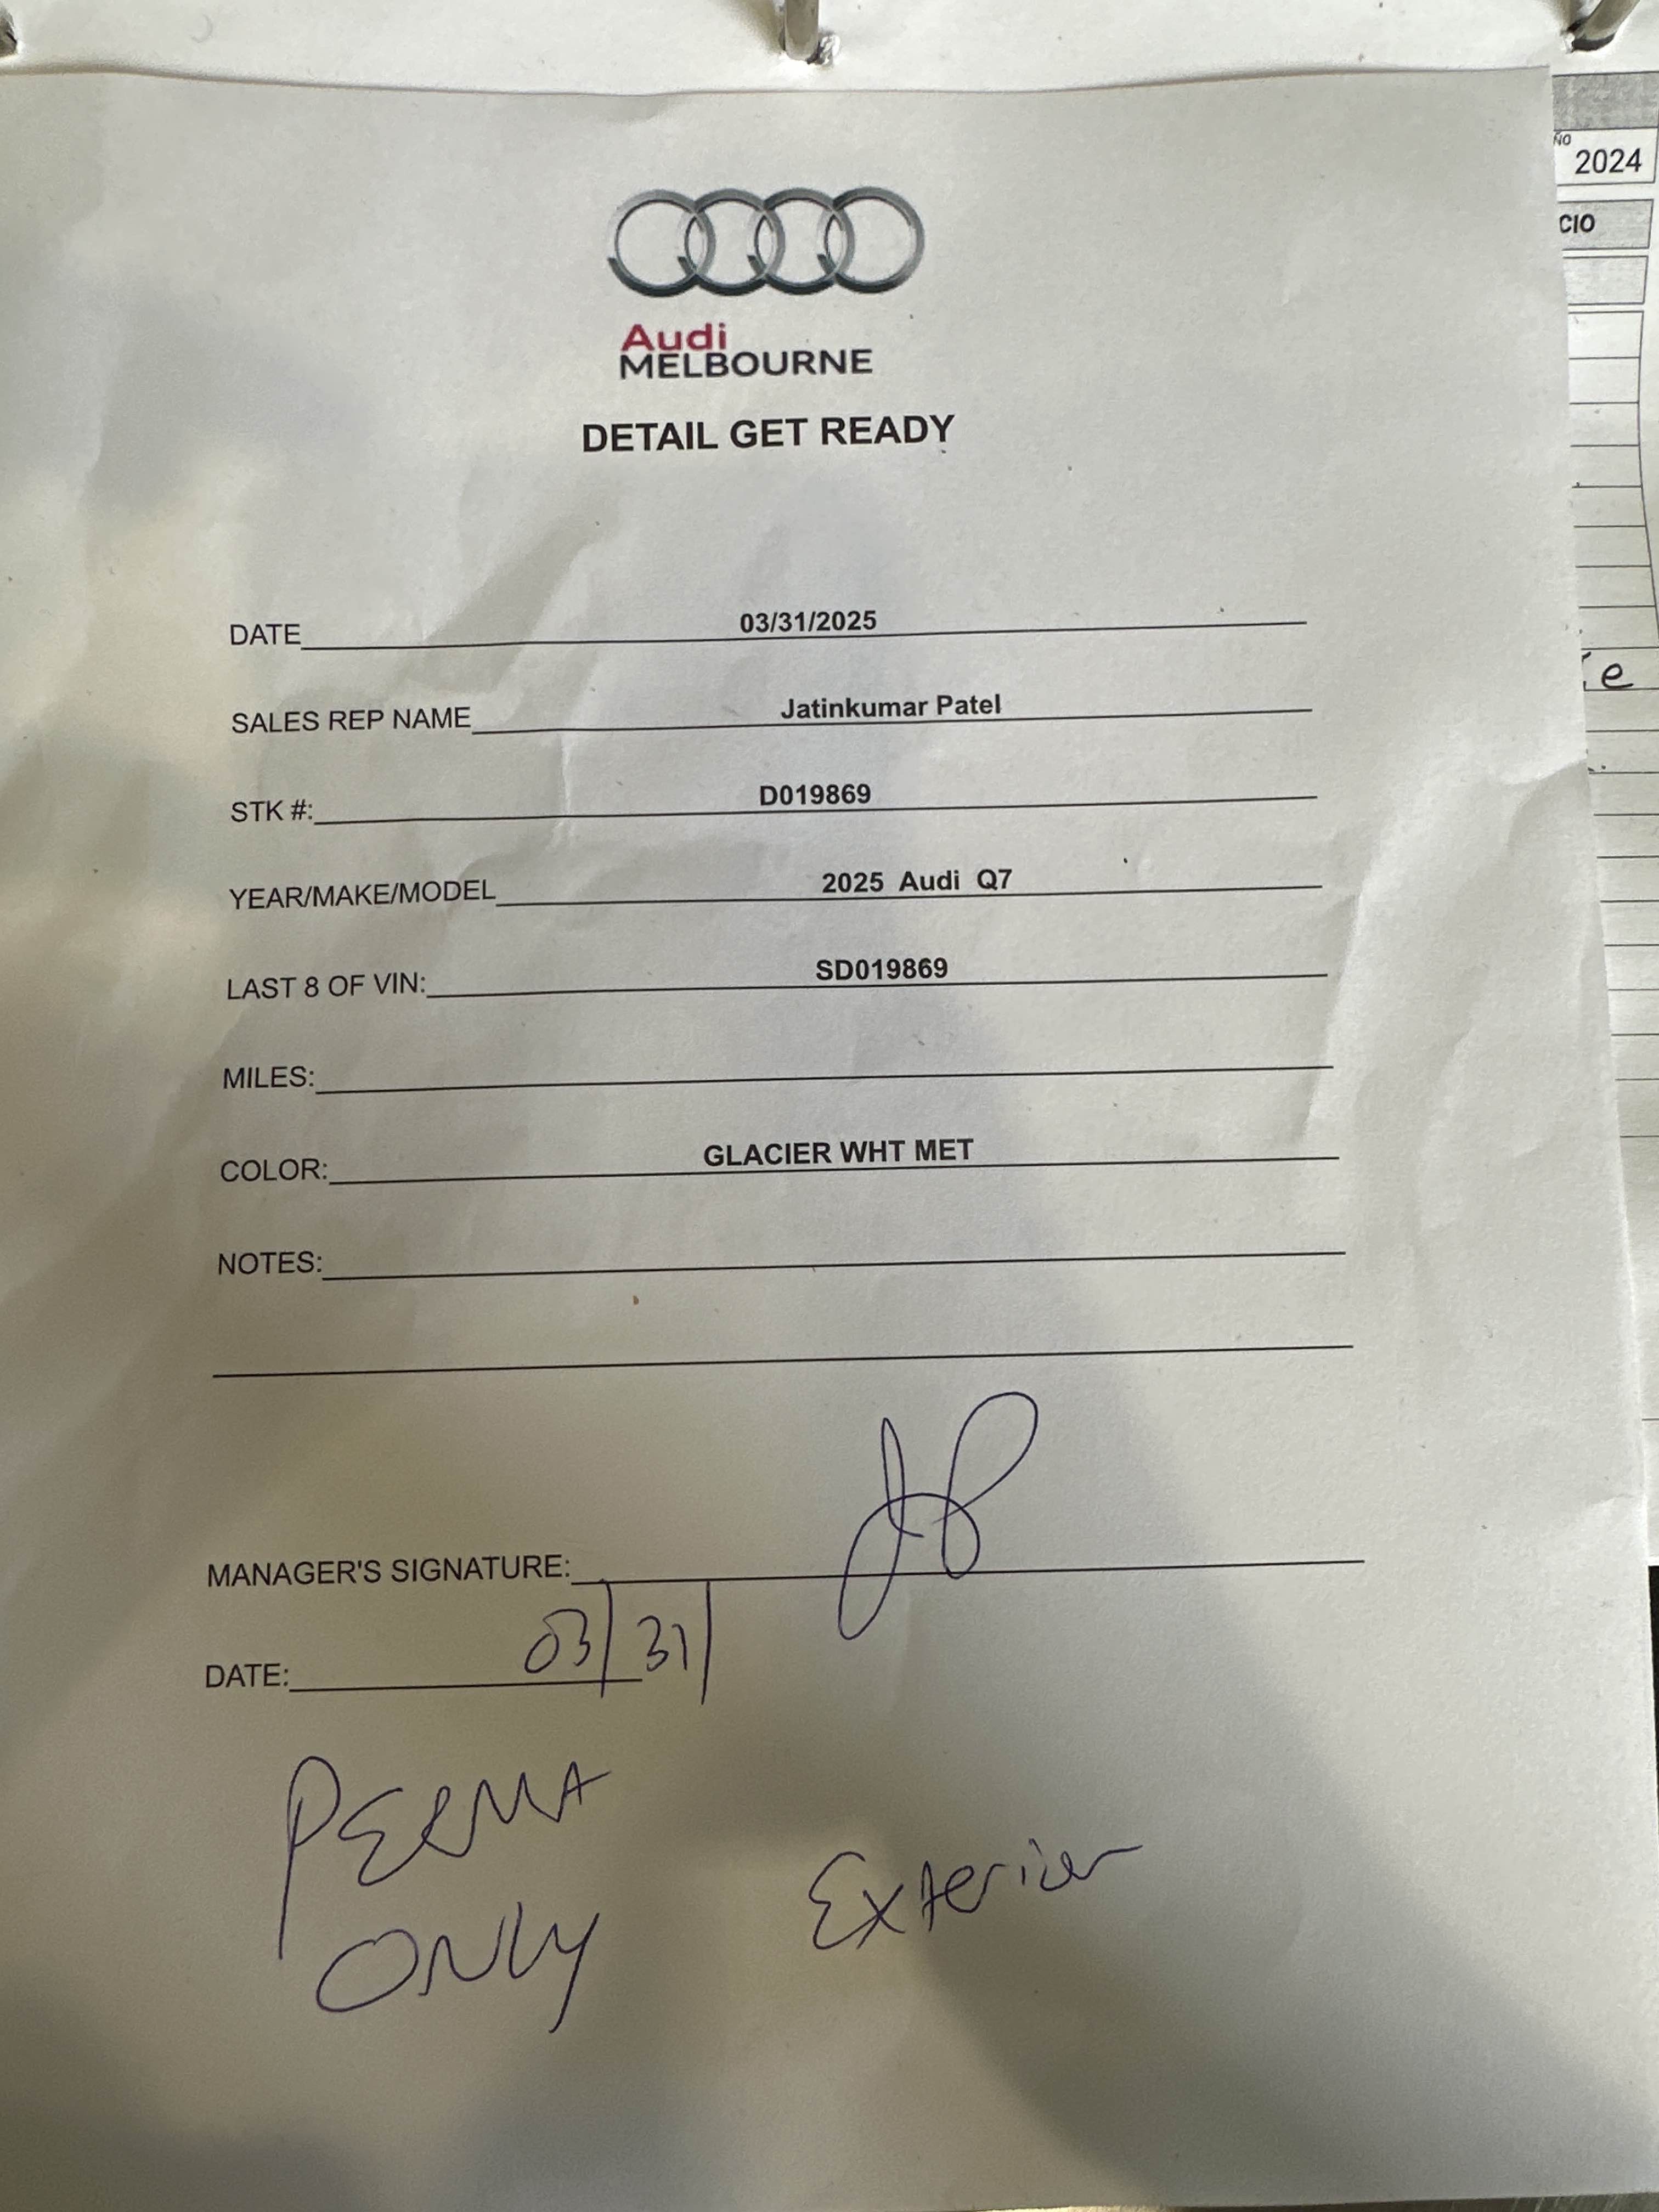 Audi
MELBOURNE
DETAIL GET READY
DATE 03/31/2025
SALES REP NAME Jatinkumar Patel
STK #: D019869
YEAR/MAKE/MODEL 2025 Audi Q7
LAST 8 OF VIN: SD019869
MILES:
COLOR: GLACIER WHT MET
NOTES:
MANAGER'S SIGNATURE:
DATE: 03/31/
PERMA
ONLY
Exterior
ÑO
2024
CIO